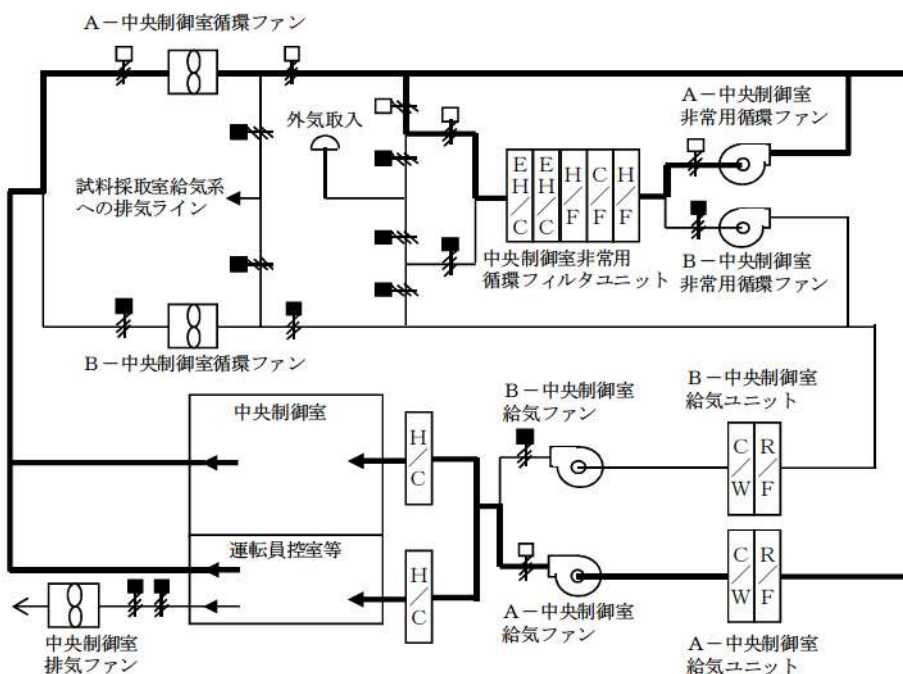 A－中央制御室循環ファン
外気取入
A－中央制御室
非常用循環ファン
試料採取室給気系
への排気ライン
EH/C
EH/C
H/F
C/F
H/F
中央制御室非常用
循環フィルタユニット
B－中央制御室
非常用循環ファン
B－中央制御室循環ファン
中央制御室
H/C
B－中央制御室
給気ファン
B－中央制御室
給気ユニット
C/W
R/F
運転員控室等
H/C
C/W
R/F
中央制御室
排気ファン
A－中央制御室
給気ファン
A－中央制御室
給気ユニット